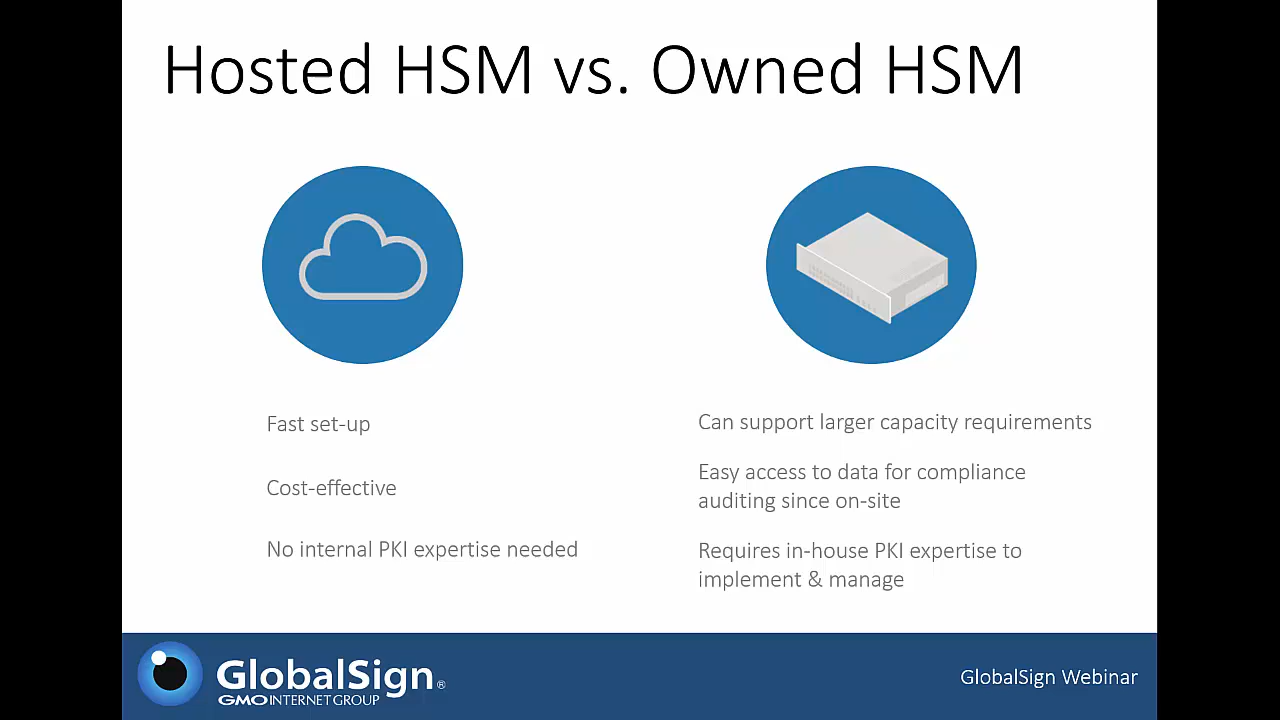 Hosted HSM vs. Owned HSM
Fast set-up
Cost-effective
No internal PKI expertise needed
Can support larger capacity requirements
Easy access to data for compliance
auditing since on-site
Requires in-house PKI expertise to
implement & manage
GlobalSign®
GMO INTERNET GROUP
GlobalSign Webinar